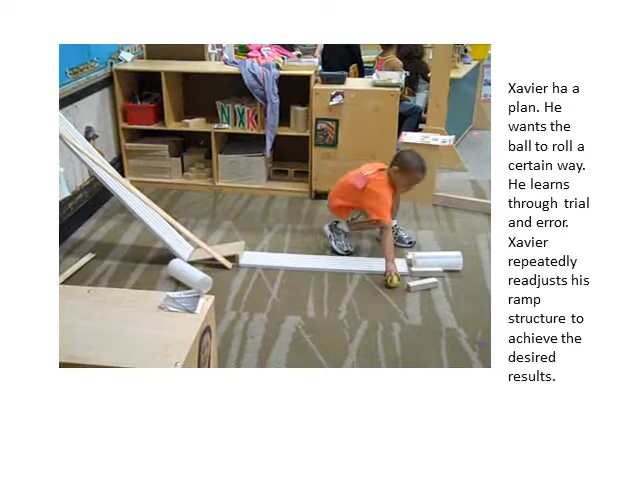 Xavier ha a
plan. He
wants the
ball to roll a
certain way.
He learns
through trial
and error.
Xavier
repeatedly
readjusts his
ramp
structure to
achieve the
desired
results.